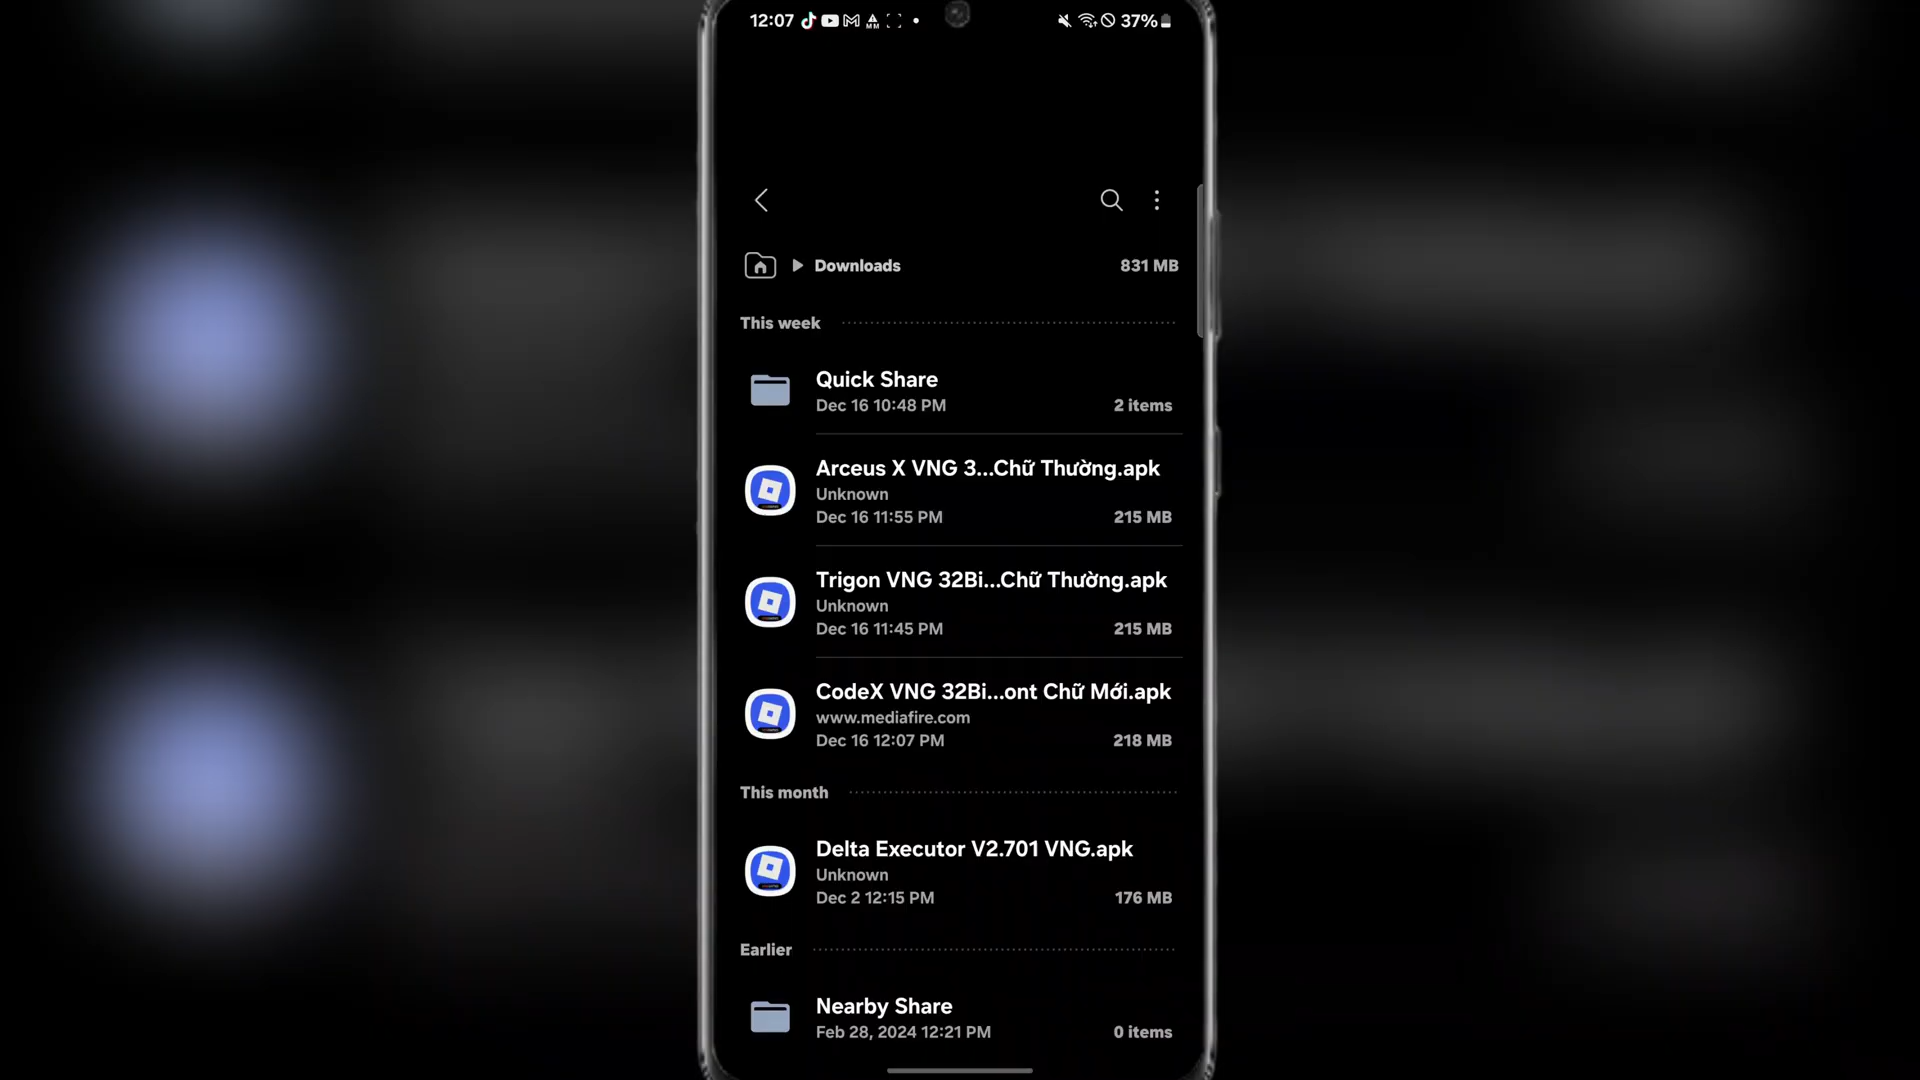 12:07 37%
Downloads 831 MB
This week
Quick Share
Dec 16 10:48 PM 2 items
Arceus X VNG 3...Chữ Thường.apk
Unknown
Dec 16 11:55 PM 215 MB
Trigon VNG 32Bi...Chữ Thường.apk
Unknown
Dec 16 11:45 PM 215 MB
CodeX VNG 32Bi...ont Chữ Mới.apk
www.mediafire.com
Dec 16 12:07 PM 218 MB
This month
Delta Executor V2.701 VNG.apk
Unknown
Dec 2 12:15 PM 176 MB
Earlier
Nearby Share
Feb 28, 2024 12:21 PM 0 items